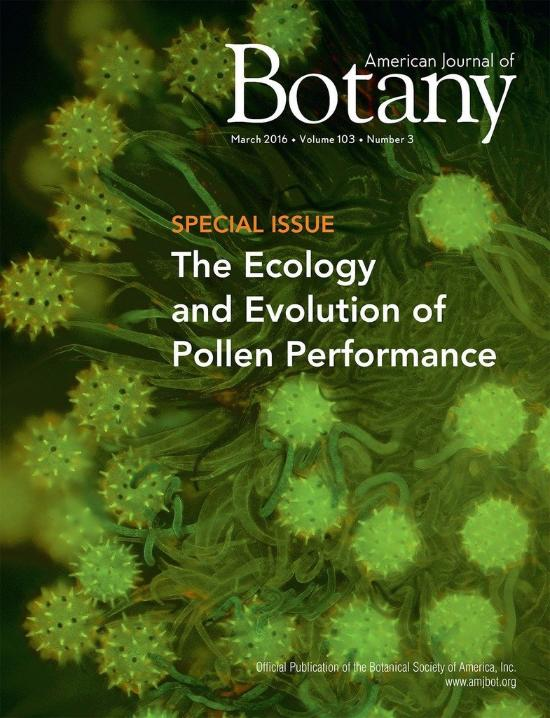 American Journal of
Botany
March 2016 • Volume 103 • Number 3
SPECIAL ISSUE
The Ecology
and Evolution of
Pollen Performance
Official Publication of the Botanical Society of America, Inc.
www.amjbot.org